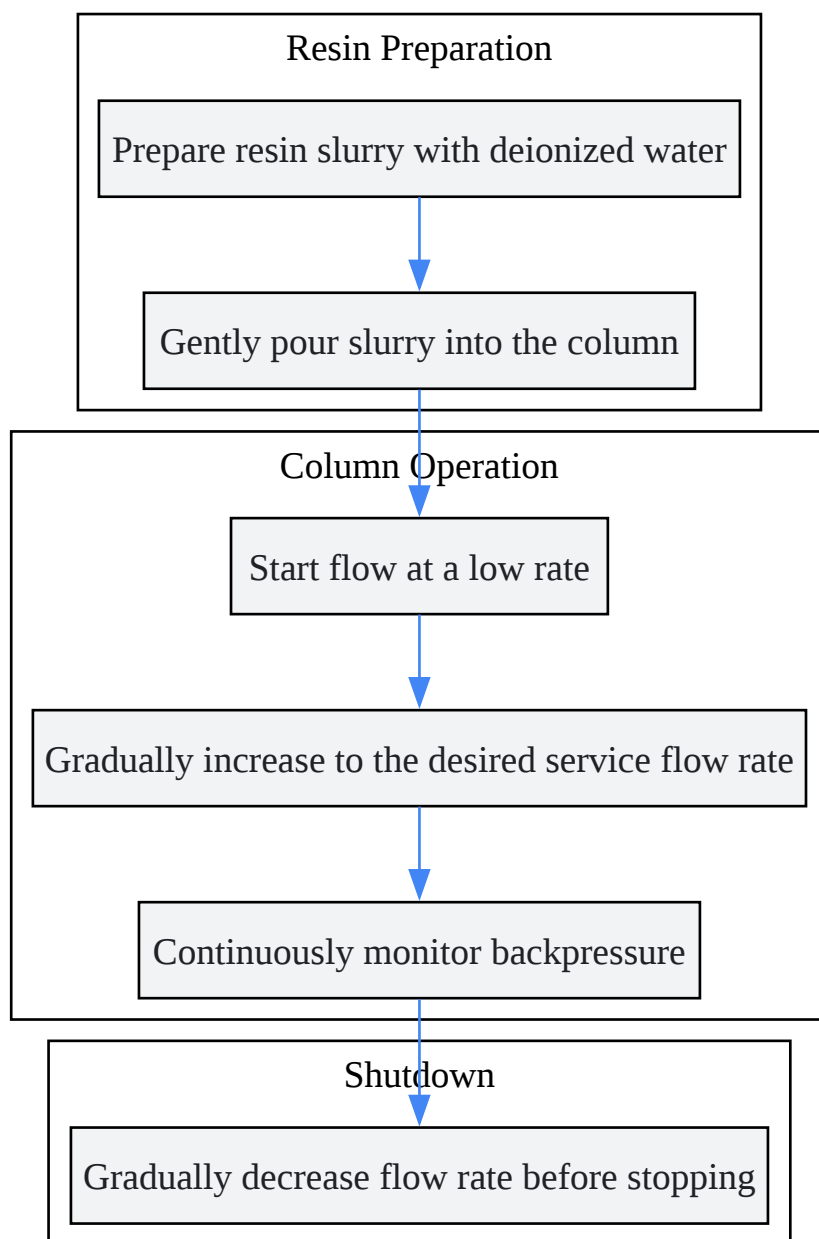 Resin Preparation
Prepare resin slurry with deionized water
Gently pour slurry into the column
Column Operation
Start flow at a low rate
Gradually increase to the desired service flow rate
Continuously monitor backpressure
Shutdown
Gradually decrease flow rate before stopping